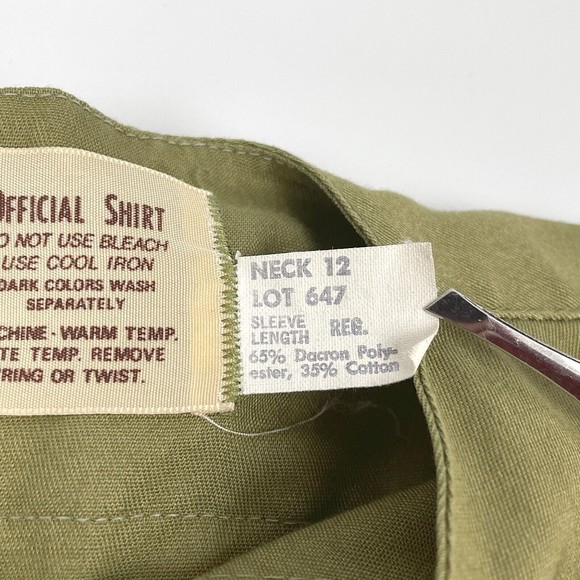 OFFICIAL SHIRT
DO NOT USE BLEACH
USE COOL IRON
DARK COLORS WASH
SEPARATELY
CHINE-WARM TEMP.
TE TEMP. REMOVE
RING OR TWIST.
NECK 12
LOT 647
SLEEVE
LENGTH REG.
65% Dacron Poly-
ester, 35% Cotton